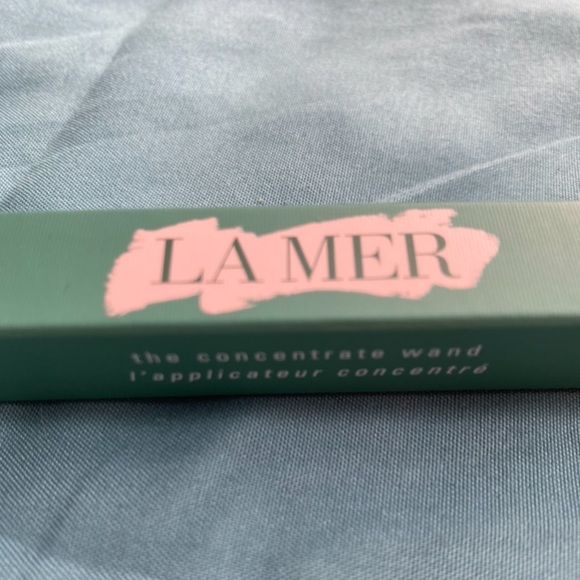 LA MER
the concentrate wand
l'applicateur concentré